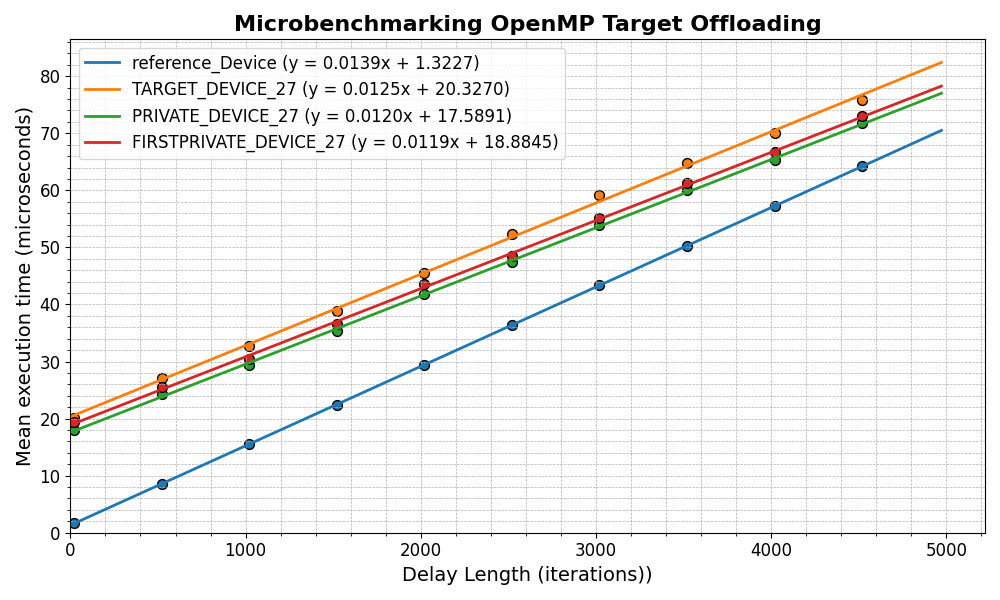 Microbenchmarking OpenMP Target Offloading
reference_Device (y = 0.0139x + 1.3227)
TARGET_DEVICE_27 (y = 0.0125x + 20.3270)
PRIVATE_DEVICE_27 (y = 0.0120x + 17.5891)
FIRSTPRIVATE_DEVICE_27 (y = 0.0119x + 18.8845)
Mean execution time (microseconds)
80
70
60
50
40
30
20
10
0
0 1000 2000 3000 4000 5000
Delay Length (iterations))